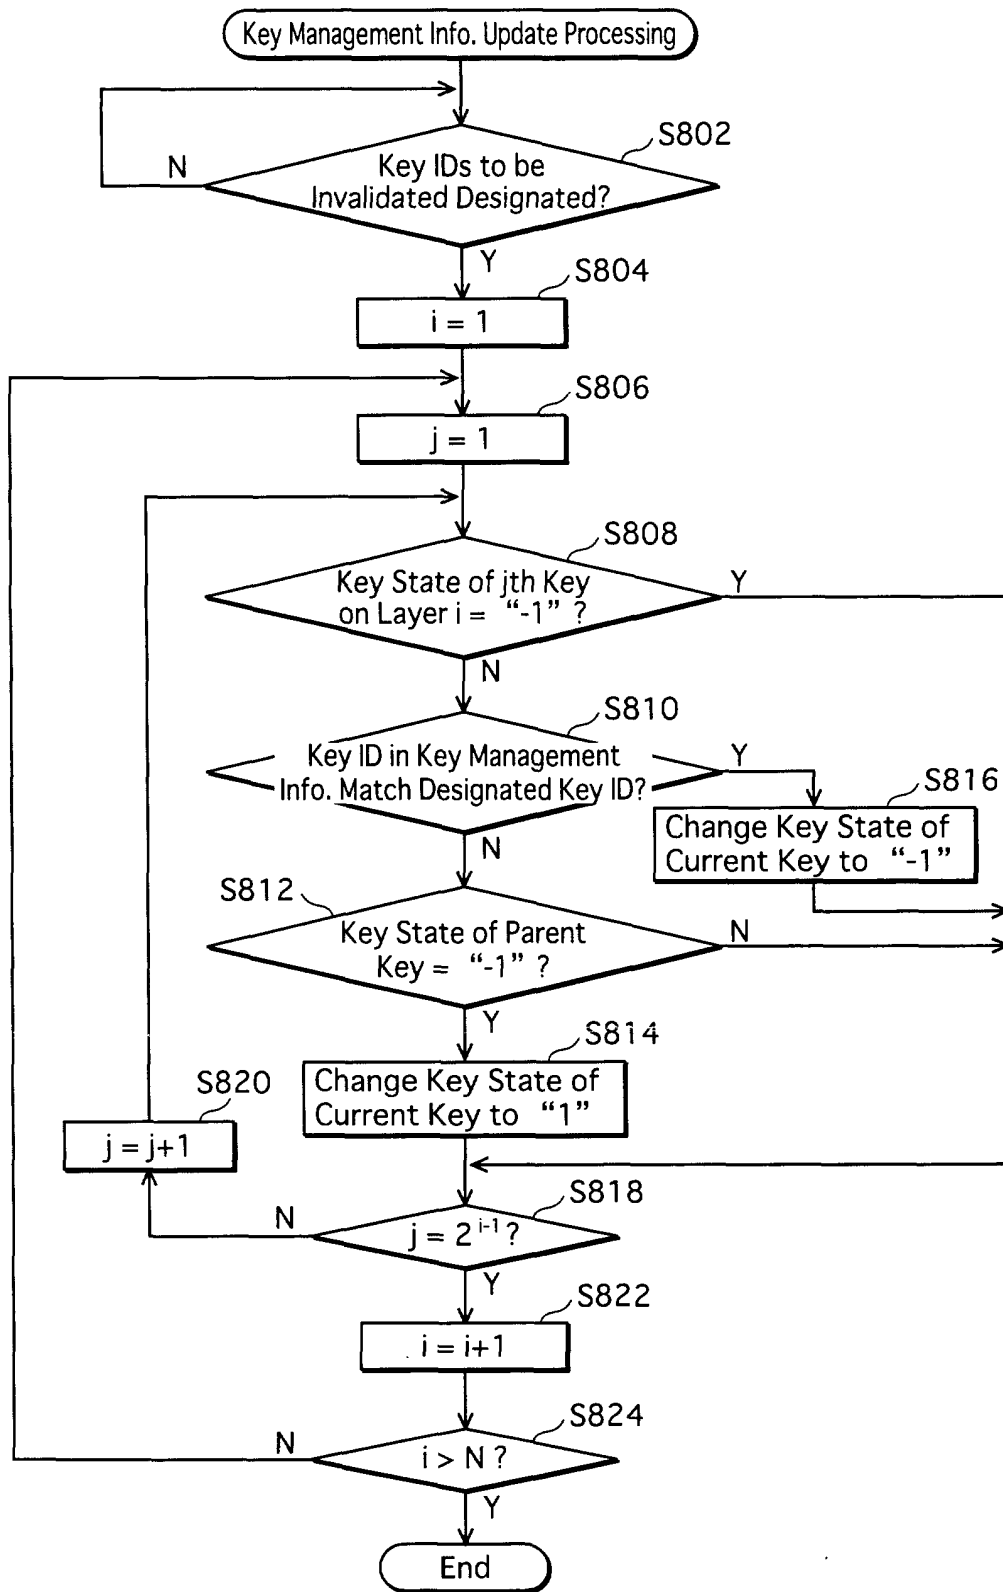 Key Management Info. Update Processing
S802
N
Key IDs to be
Invalidated Designated?
Y
S804
i = 1
S806
j = 1
S808
Key State of jth Key
on Layer i = “-1” ?
Y
N
S810
Key ID in Key Management
Info. Match Designated Key ID?
Y
S816
Change Key State of
Current Key to “-1”
N
S812
Key State of Parent
Key = “-1” ?
N
Y
S814
Change Key State of
Current Key to “1”
S820
j = j+1
S818
N
j = 2^{i-1} ?
Y
S822
i = i+1
S824
N
i > N ?
Y
End